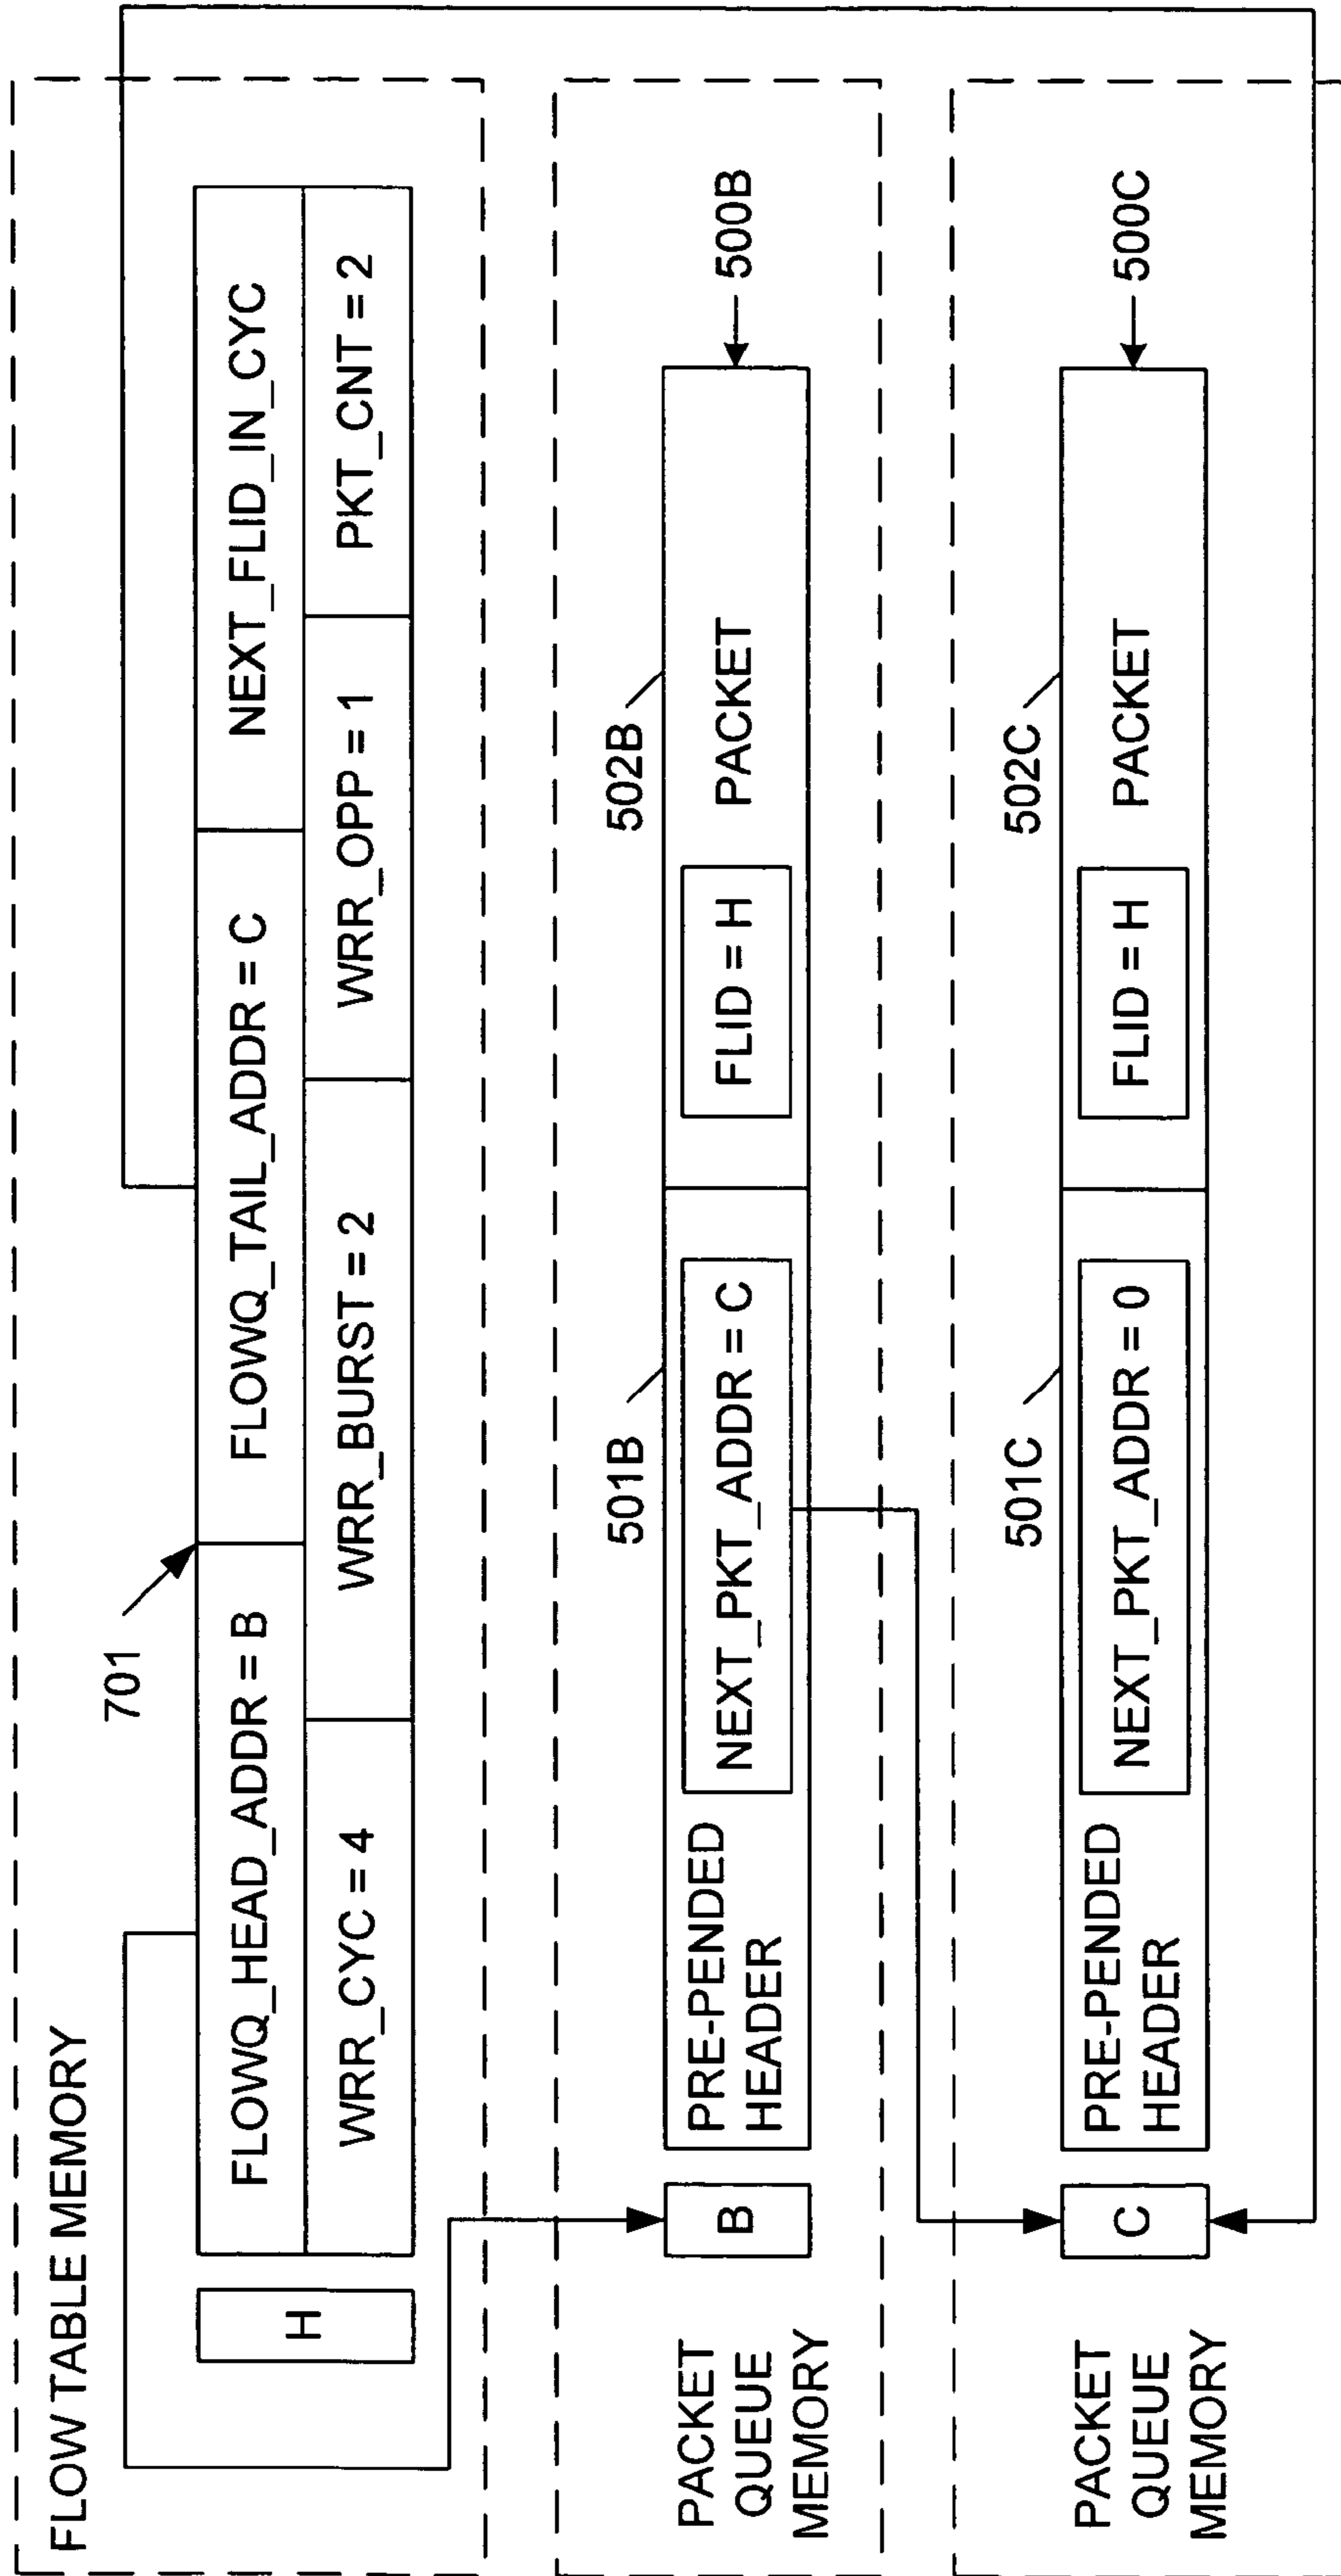 FLOW TABLE MEMORY
701
H
FLOWQ_HEAD_ADDR = B
FLOWQ_TAIL_ADDR = C
NEXT_FLID_IN_CYC
WRR_CYC = 4
WRR_BURST = 2
WRR_OPP = 1
PKT_CNT = 2
PACKET
QUEUE
MEMORY
B
501B
502B
PRE-PENDED
HEADER
NEXT_PKT_ADDR = C
FLID = H
PACKET
500B
PACKET
QUEUE
MEMORY
C
501C
502C
PRE-PENDED
HEADER
NEXT_PKT_ADDR = 0
FLID = H
PACKET
500C